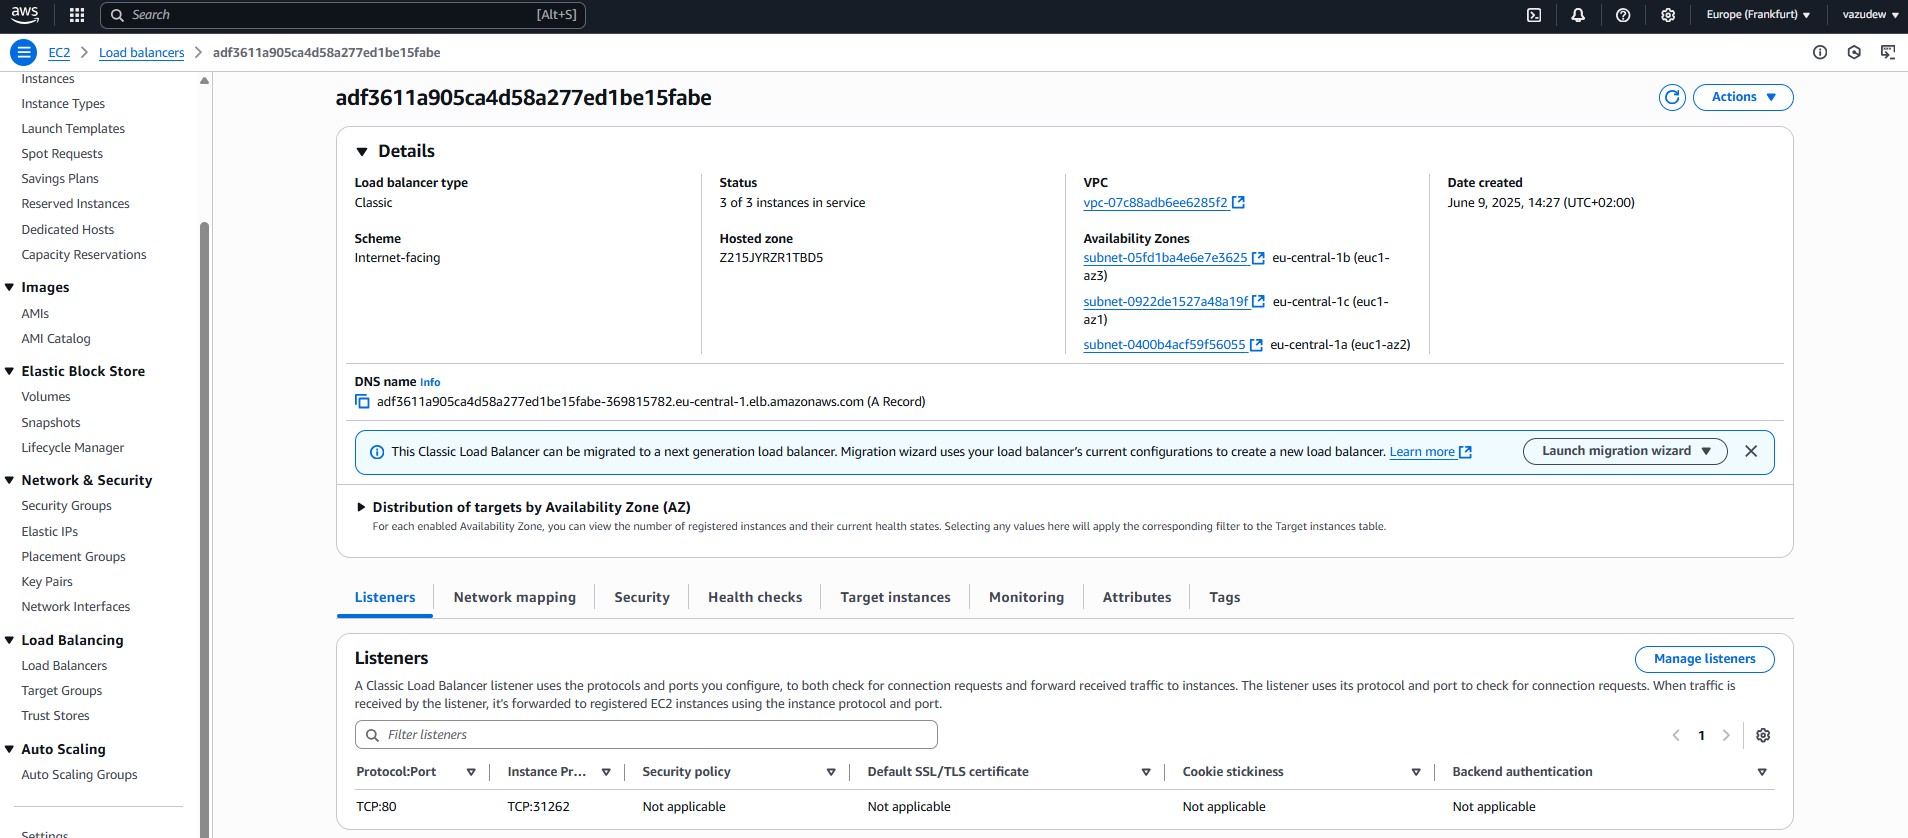 aws
Search
[Alt+S]
Europe (Frankfurt)
vazudew
EC2
Load balancers
adf3611a905ca4d58a277ed1be15fabe
Instances
Instance Types
Launch Templates
Spot Requests
Savings Plans
Reserved Instances
Dedicated Hosts
Capacity Reservations
Images
AMIs
AMI Catalog
Elastic Block Store
Volumes
Snapshots
Lifecycle Manager
Network & Security
Security Groups
Elastic IPs
Placement Groups
Key Pairs
Network Interfaces
Load Balancing
Load Balancers
Target Groups
Trust Stores
Auto Scaling
Auto Scaling Groups
Settings
adf3611a905ca4d58a277ed1be15fabe
Actions
Details
Load balancer type
Classic
Scheme
Internet-facing
Status
3 of 3 instances in service
Hosted zone
Z215JYRZR1TBD5
VPC
vpc-07c88adb6ee6285f2
Availability Zones
subnet-05fd1ba4e6e7e3625 eu-central-1b (euc1-
az3)
subnet-0922de1527a48a19f eu-central-1c (euc1-
az1)
subnet-0400b4acf59f56055 eu-central-1a (euc1-az2)
Date created
June 9, 2025, 14:27 (UTC+02:00)
DNS name Info
adf3611a905ca4d58a277ed1be15fabe-369815782.eu-central-1.elb.amazonaws.com (A Record)
This Classic Load Balancer can be migrated to a next generation load balancer. Migration wizard uses your load balancer's current configurations to create a new load balancer. Learn more
Launch migration wizard
Distribution of targets by Availability Zone (AZ)
For each enabled Availability Zone, you can view the number of registered instances and their current health states. Selecting any values here will apply the corresponding filter to the Target instances table.
Listeners
Network mapping
Security
Health checks
Target instances
Monitoring
Attributes
Tags
Listeners
Manage listeners
A Classic Load Balancer listener uses the protocols and ports you configure, to both check for connection requests and forward received traffic to instances. The listener uses its protocol and port to check for connection requests. When traffic is
received by the listener, it's forwarded to registered EC2 instances using the instance protocol and port.
Filter listeners
1
Protocol:Port
Instance Pr...
Security policy
Default SSL/TLS certificate
Cookie stickiness
Backend authentication
TCP:80
TCP:31262
Not applicable
Not applicable
Not applicable
Not applicable